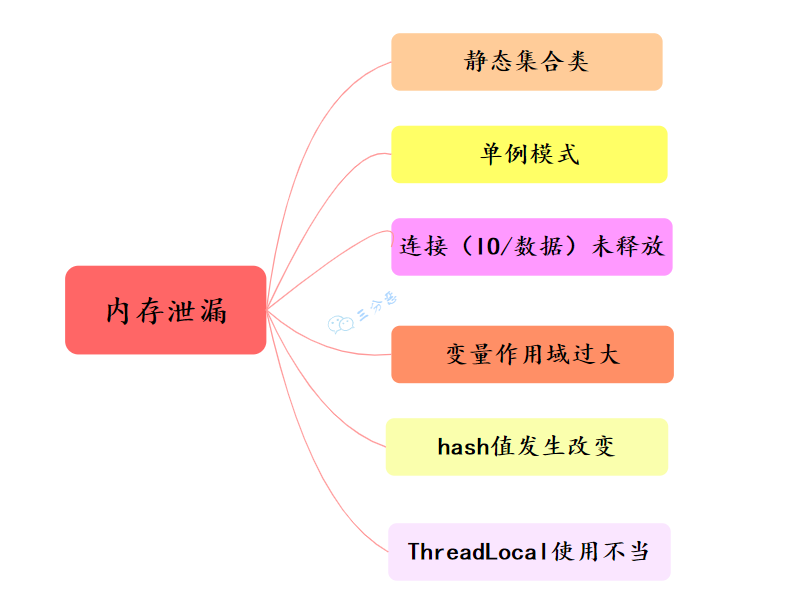 静态集合类
单例模式
连接（IO/数据）未释放
内存泄漏
三分恶
变量作用域过大
hash值发生改变
ThreadLocal使用不当